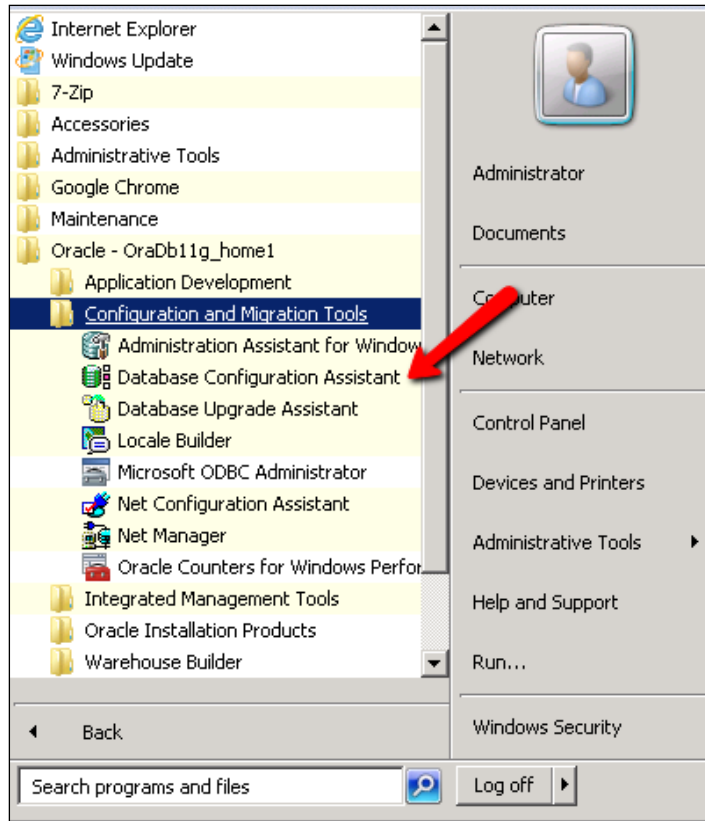 Internet Explorer
Windows Update
7-Zip
Accessories
Administrative Tools
Google Chrome
Maintenance
Oracle - OraDb11g_home1
Application Development
Configuration and Migration Tools
Administration Assistant for Window
Database Configuration Assistant
Database Upgrade Assistant
Locale Builder
Microsoft ODBC Administrator
Net Configuration Assistant
Net Manager
Oracle Counters for Windows Perfor
Integrated Management Tools
Oracle Installation Products
Warehouse Builder
Back
Search programs and files
Administrator
Documents
Computer
Network
Control Panel
Devices and Printers
Administrative Tools
Help and Support
Run...
Windows Security
Log off